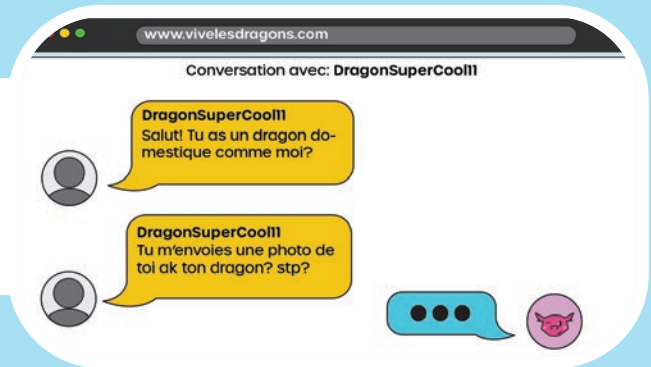 www.vivelesdragons.com
Conversation avec: DragonSuperCool11
DragonSuperCool11
Salut! Tu as un dragon do-
mestique comme moi?
DragonSuperCool11
Tu m'envoies une photo de
toi ak ton dragon? stp?